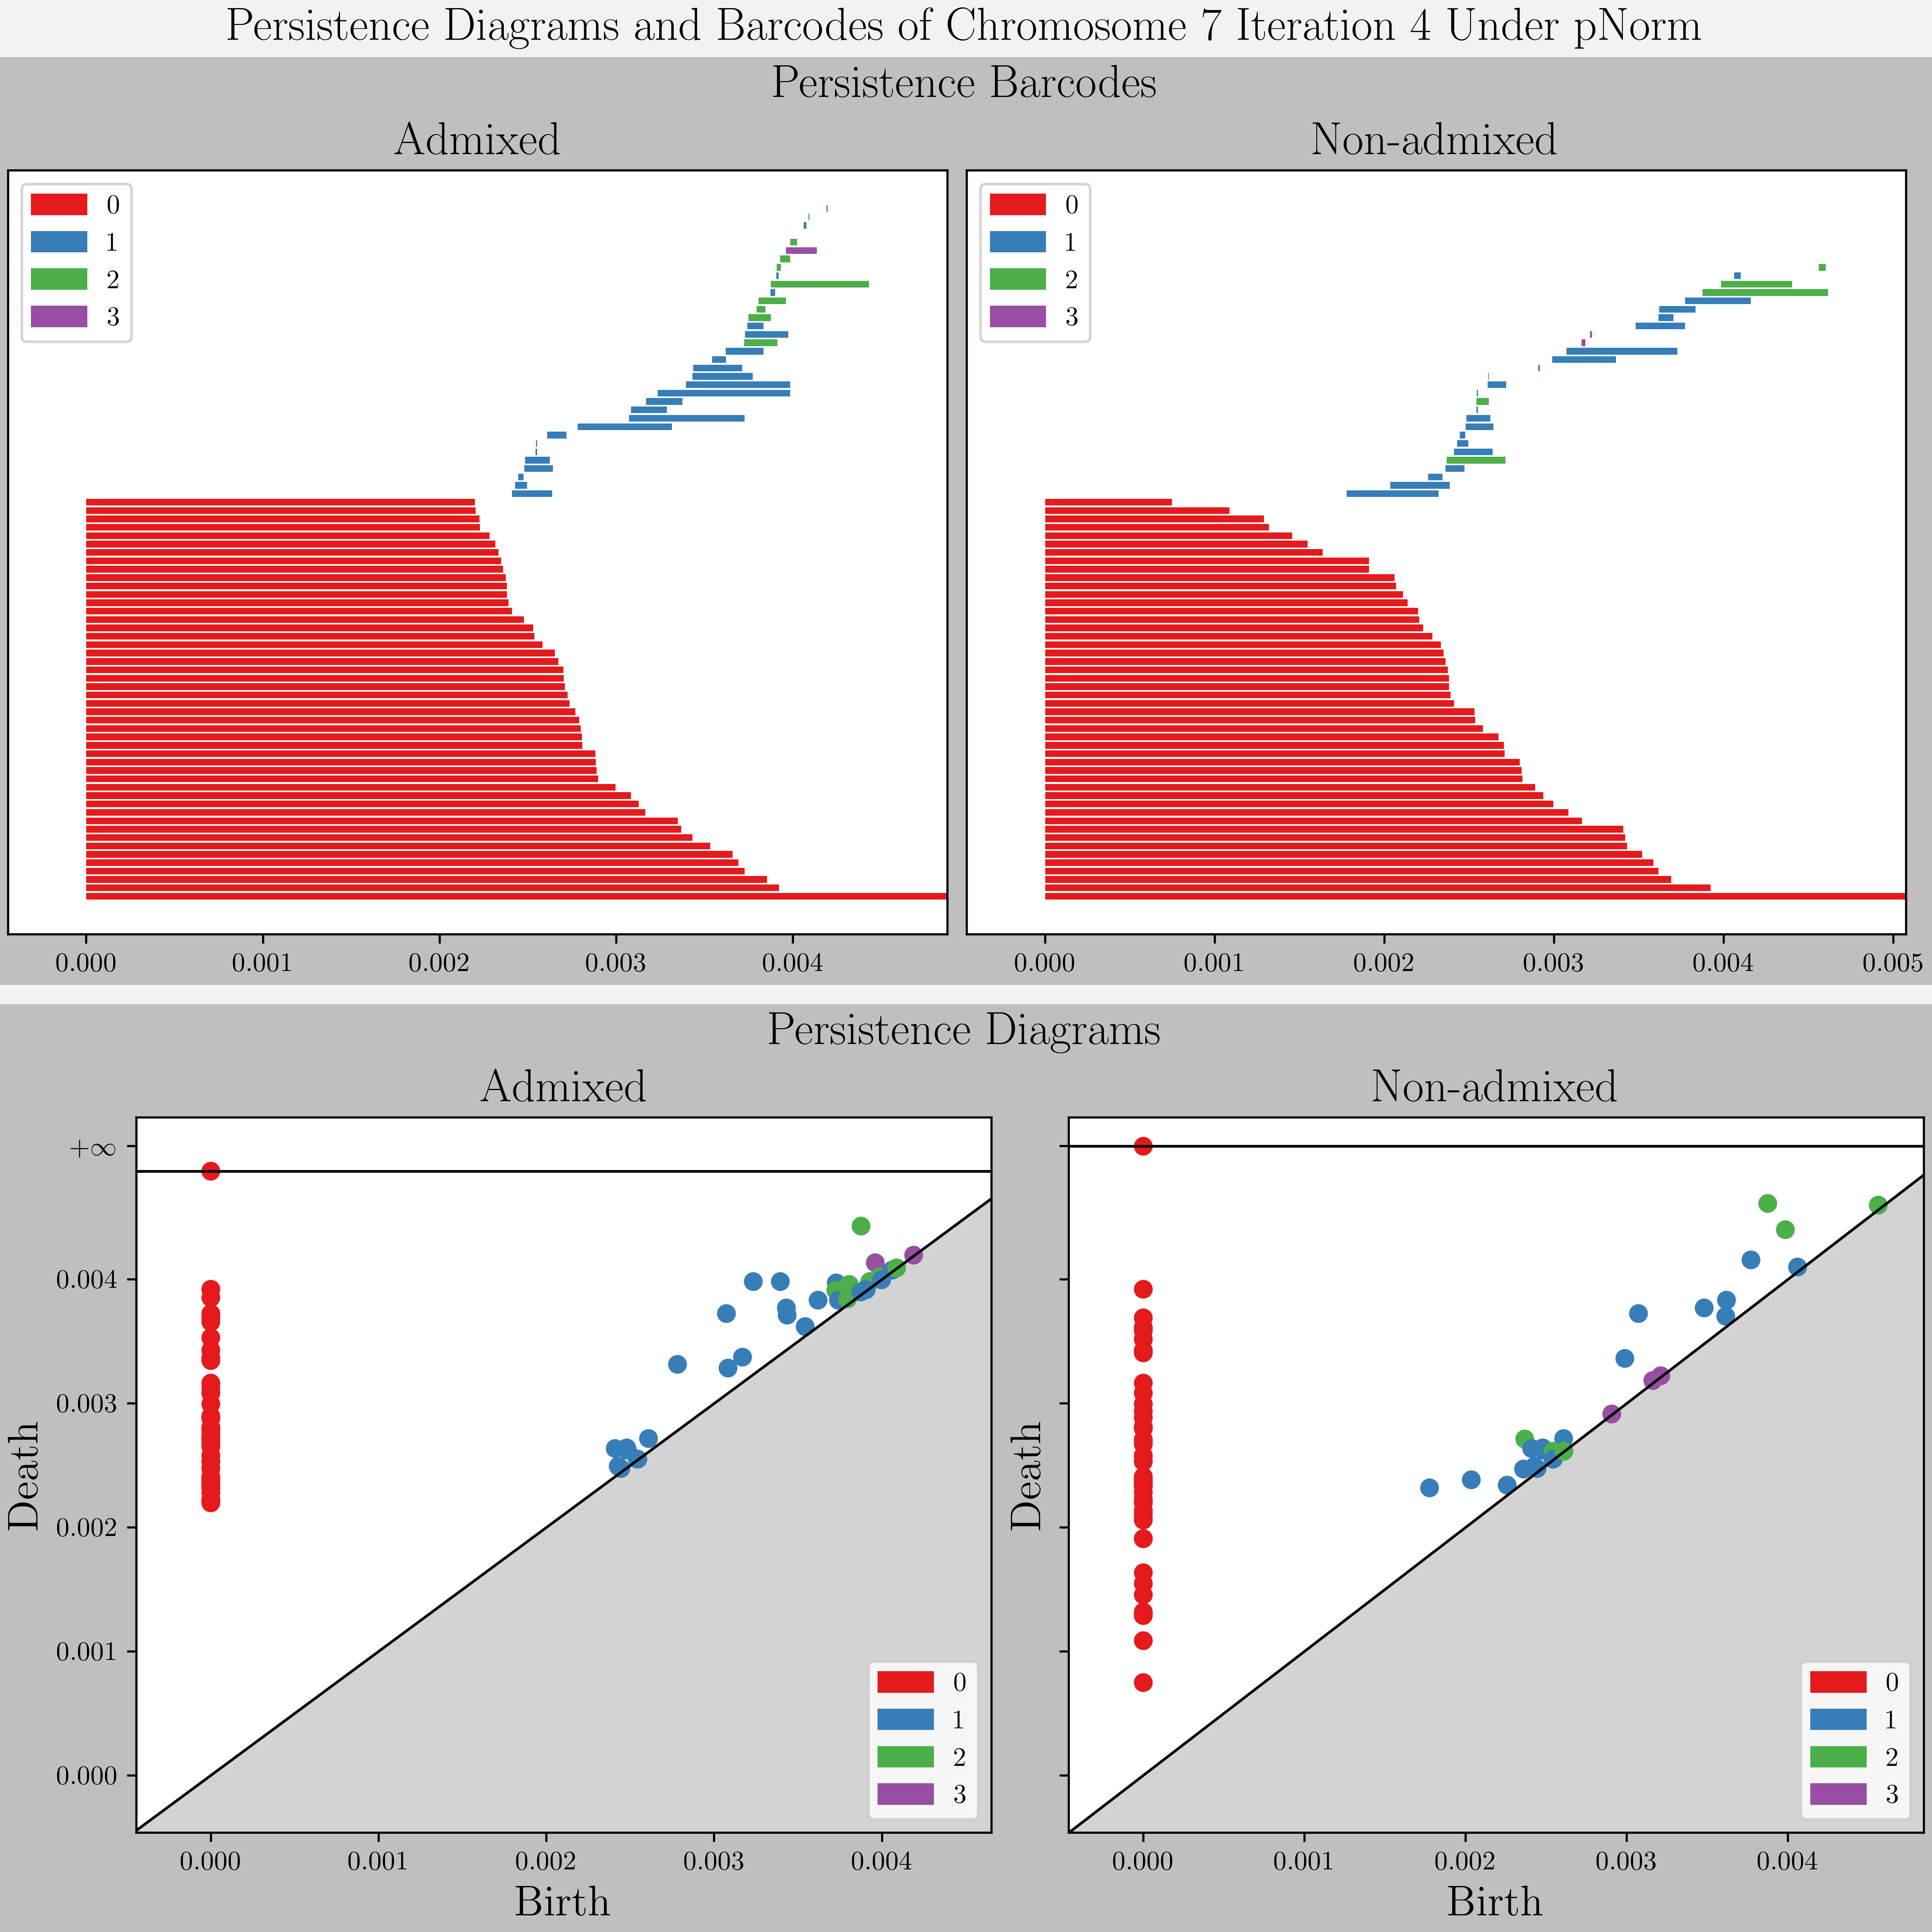 Persistence Diagrams and Barcodes of Chromosome 7 Iteration 4 Under pNorm
Persistence Barcodes
Admixed
0
1
2
3
0.000 0.001 0.002 0.003 0.004
Non-admixed
0
1
2
3
0.000 0.001 0.002 0.003 0.004 0.005
Persistence Diagrams
Admixed
Death
+∞
0.004
0.003
0.002
0.001
0.000
0
1
2
3
0.000 0.001 0.002 0.003 0.004
Birth
Non-admixed
Death
0
1
2
3
0.000 0.001 0.002 0.003 0.004
Birth